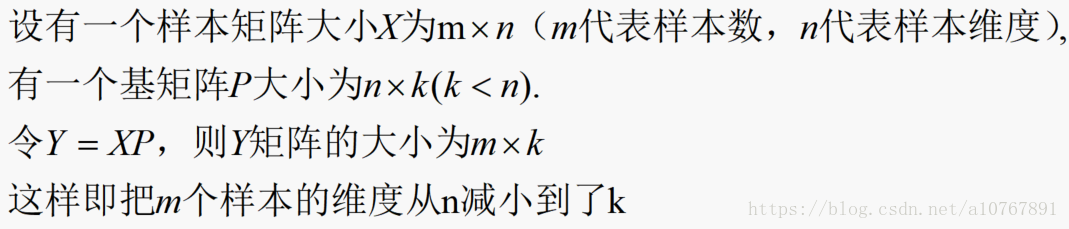 设有一个样本矩阵大小X为m×n（m代表样本数，n代表样本维度），
有一个基矩阵P大小为n×k(k < n).
令Y = XP，则Y矩阵的大小为m×k
这样即把m个样本的维度从n减小到了k
https://blog.csdn.net/a10767891